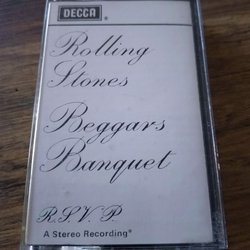 DECCA®
Rolling
Stones
Beggars
Banquet
R.S.V.P
A Stereo Recording®